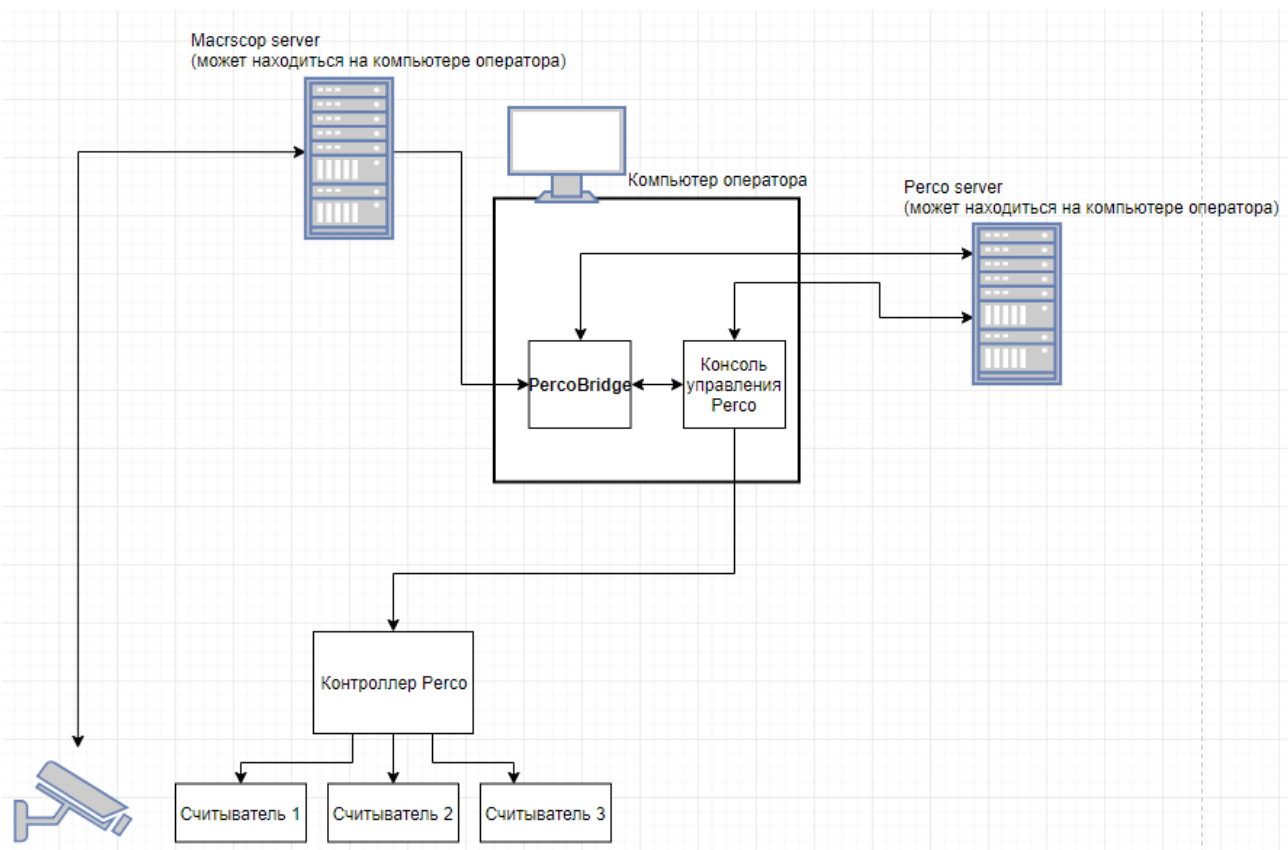 Macrscop server
(может находиться на компьютере оператора)
Компьютер оператора
Perco server
(может находиться на компьютере оператора)
PercoBridge
Консоль
управления
Perco
Контроллер Perco
Считыватель 1
Считыватель 2
Считыватель 3